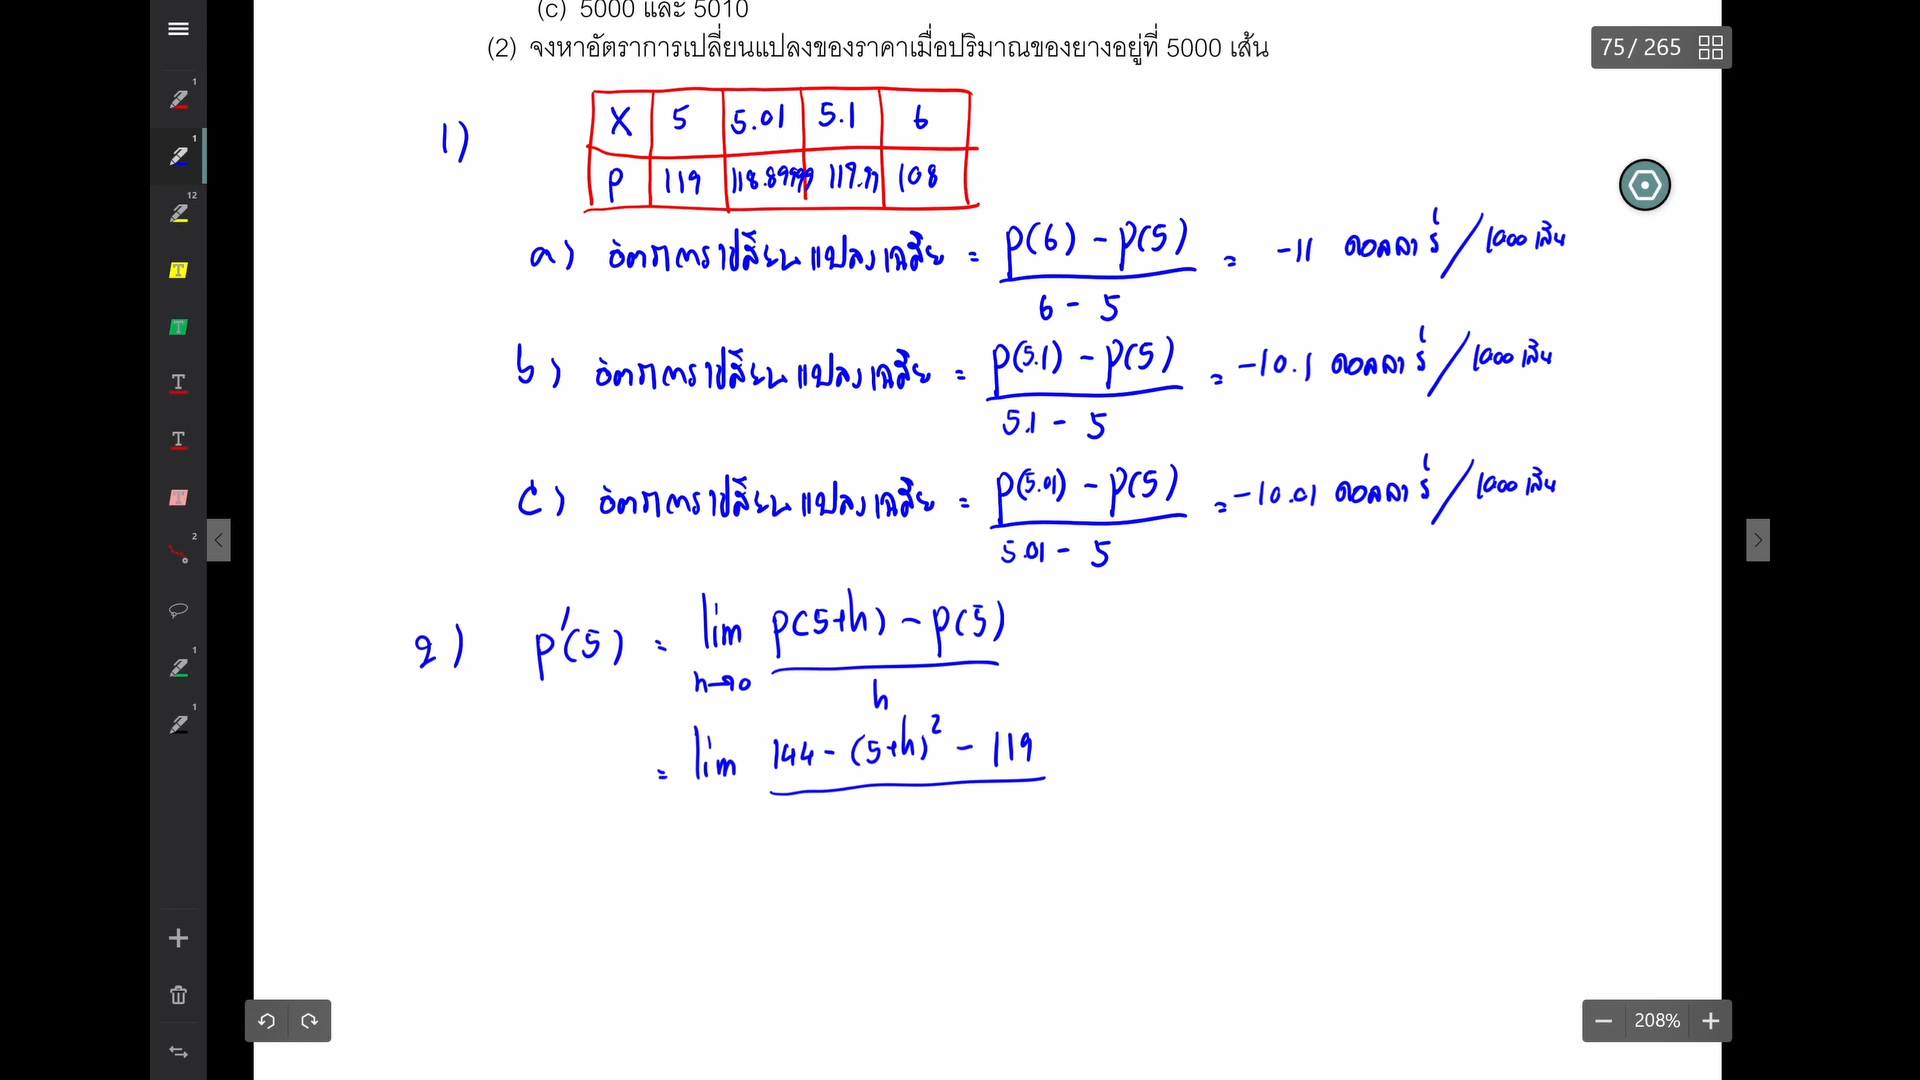 (c) 5000 และ 5010
(2) จงหาอัตราการเปลี่ยนแปลงของราคาเมื่อปริมาณของยางอยู่ที่ 5000 เส้น
75/ 265
1)
X 5 5.01 5.1 6
P 119 118.8999 117.99 108
a) อัตราการเปลี่ยนแปลงเฉลี่ย = P(6) - P(5) = -11 ดอลลาร์ / 1000 เส้น
6 - 5
b) อัตราการเปลี่ยนแปลงเฉลี่ย = P(5.1) - P(5) = -10.1 ดอลลาร์ / 1000 เส้น
5.1 - 5
c) อัตราการเปลี่ยนแปลงเฉลี่ย = P(5.01) - P(5) = -10.01 ดอลลาร์ / 1000 เส้น
5.01 - 5
2) P'(5) = lim P(5+h) - P(5)
h→0 h
= lim 144 - (5+h)² - 119
208%